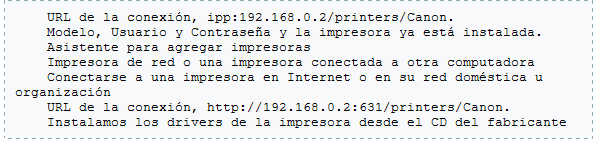 URL de la conexión, ipp:192.168.0.2/printers/Canon.
Modelo, Usuario y Contraseña y la impresora ya está instalada.
Asistente para agregar impresoras
Impresora de red o una impresora conectada a otra computadora
Conectarse a una impresora en Internet o en su red doméstica u
organización
URL de la conexión, http://192.168.0.2:631/printers/Canon.
Instalamos los drivers de la impresora desde el CD del fabricante